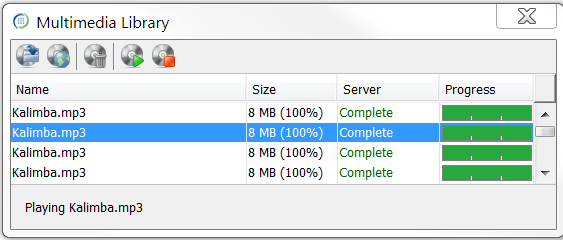 Multimedia Library
Name Size Server Progress
Kalimba.mp3 8 MB (100%) Complete
Kalimba.mp3 8 MB (100%) Complete
Kalimba.mp3 8 MB (100%) Complete
Kalimba.mp3 8 MB (100%) Complete
Playing Kalimba.mp3